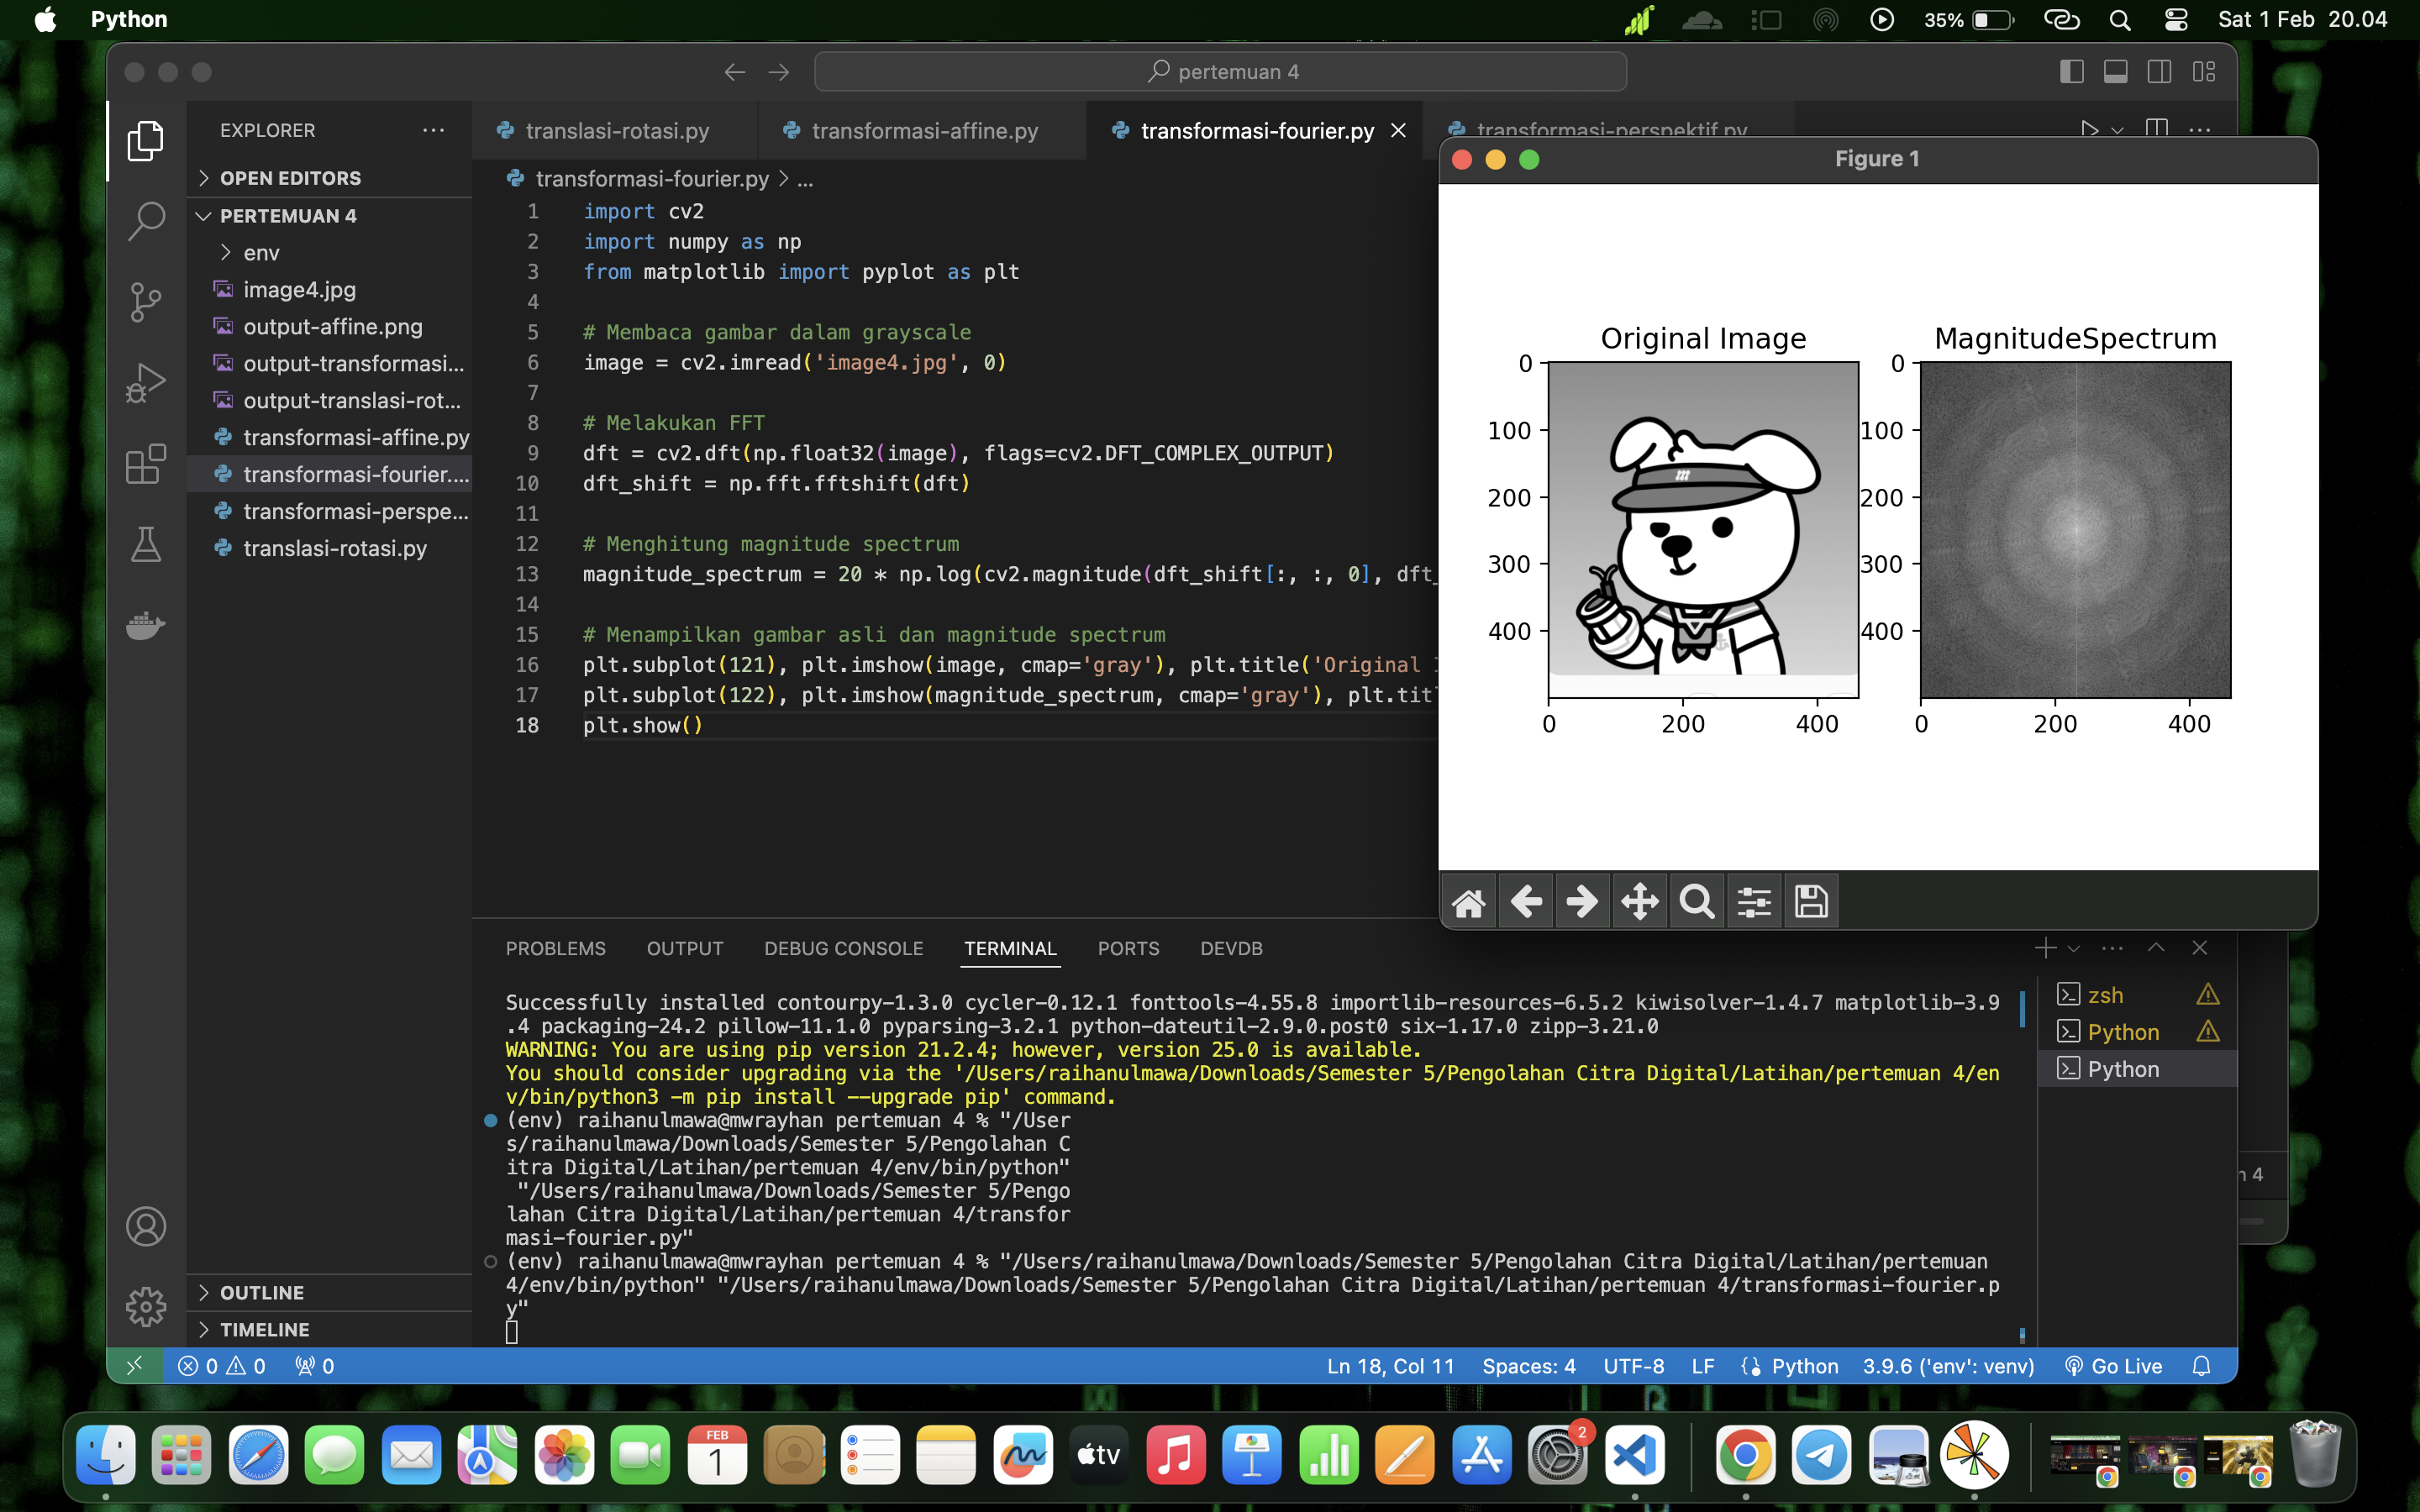 Python
35%
Sat 1 Feb 20.04
pertemuan 4
EXPLORER
OPEN EDITORS
PERTEMUAN 4
env
image4.jpg
output-affine.png
output-transformasi...
output-translasi-rot...
transformasi-affine.py
transformasi-fourier....
transformasi-perspe...
translasi-rotasi.py
OUTLINE
TIMELINE
translasi-rotasi.py
transformasi-affine.py
transformasi-fourier.py
transformasi-perspektif.py
transformasi-fourier.py > ...
1 import cv2
2 import numpy as np
3 from matplotlib import pyplot as plt
4
5 # Membaca gambar dalam grayscale
6 image = cv2.imread('image4.jpg', 0)
7
8 # Melakukan FFT
9 dft = cv2.dft(np.float32(image), flags=cv2.DFT_COMPLEX_OUTPUT)
10 dft_shift = np.fft.fftshift(dft)
11
12 # Menghitung magnitude spectrum
13 magnitude_spectrum = 20 * np.log(cv2.magnitude(dft_shift[:, :, 0], dft_
14
15 # Menampilkan gambar asli dan magnitude spectrum
16 plt.subplot(121), plt.imshow(image, cmap='gray'), plt.title('Original
17 plt.subplot(122), plt.imshow(magnitude_spectrum, cmap='gray'), plt.tit
18 plt.show()
Figure 1
Original Image
0
100
200
300
400
0 200 400
MagnitudeSpectrum
0
100
200
300
400
0 200 400
PROBLEMS OUTPUT DEBUG CONSOLE TERMINAL PORTS DEVDB
Successfully installed contourpy-1.3.0 cycler-0.12.1 fonttools-4.55.8 importlib-resources-6.5.2 kiwisolver-1.4.7 matplotlib-3.9
.4 packaging-24.2 pillow-11.1.0 pyparsing-3.2.1 python-dateutil-2.9.0.post0 six-1.17.0 zipp-3.21.0
WARNING: You are using pip version 21.2.4; however, version 25.0 is available.
You should consider upgrading via the '/Users/raihanulmawa/Downloads/Semester 5/Pengolahan Citra Digital/Latihan/pertemuan 4/en
v/bin/python3 -m pip install --upgrade pip' command.
(env) raihanulmawa@mwrayhan pertemuan 4 % "/User
s/raihanulmawa/Downloads/Semester 5/Pengolahan C
itra Digital/Latihan/pertemuan 4/env/bin/python"
"/Users/raihanulmawa/Downloads/Semester 5/Pengo
lahan Citra Digital/Latihan/pertemuan 4/transfor
masi-fourier.py"
(env) raihanulmawa@mwrayhan pertemuan 4 % "/Users/raihanulmawa/Downloads/Semester 5/Pengolahan Citra Digital/Latihan/pertemuan
4/env/bin/python" "/Users/raihanulmawa/Downloads/Semester 5/Pengolahan Citra Digital/Latihan/pertemuan 4/transformasi-fourier.p
y"
zsh
Python
Python
n 4
0 0 0
Ln 18, Col 11 Spaces: 4 UTF-8 LF Python 3.9.6 ('env': venv) Go Live
FEB
1
tv
2